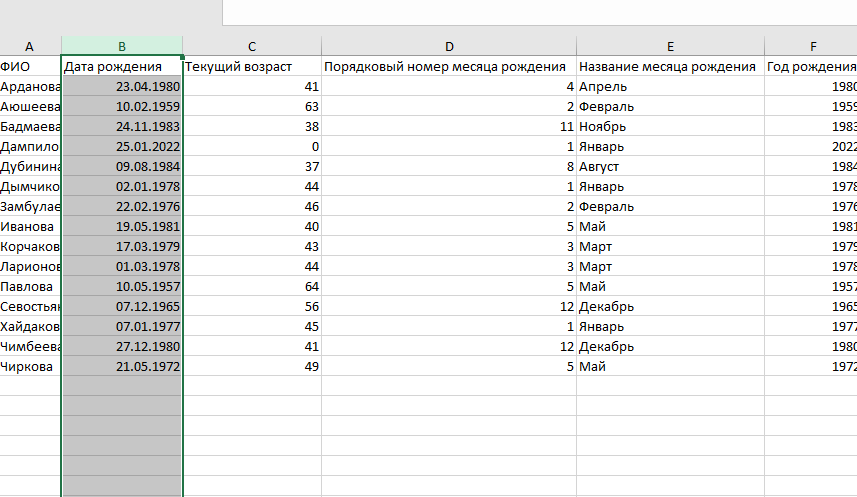 A B C D E F
ФИО Дата рождения Текущий возраст Порядковый номер месяца рождения Название месяца рождения Год рождения
Арданова 23.04.1980 41 4 Апрель 1980
Аюшеева 10.02.1959 63 2 Февраль 1959
Бадмаева 24.11.1983 38 11 Ноябрь 1983
Дампило 25.01.2022 0 1 Январь 2022
Дубинина 09.08.1984 37 8 Август 1984
Дымчико 02.01.1978 44 1 Январь 1978
Замбулае 22.02.1976 46 2 Февраль 1976
Иванова 19.05.1981 40 5 Май 1981
Корчаков 17.03.1979 43 3 Март 1979
Ларионов 01.03.1978 44 3 Март 1978
Павлова 10.05.1957 64 5 Май 1957
Севостьян 07.12.1965 56 12 Декабрь 1965
Хайдаков 07.01.1977 45 1 Январь 1977
Чимбеева 27.12.1980 41 12 Декабрь 1980
Чиркова 21.05.1972 49 5 Май 1972